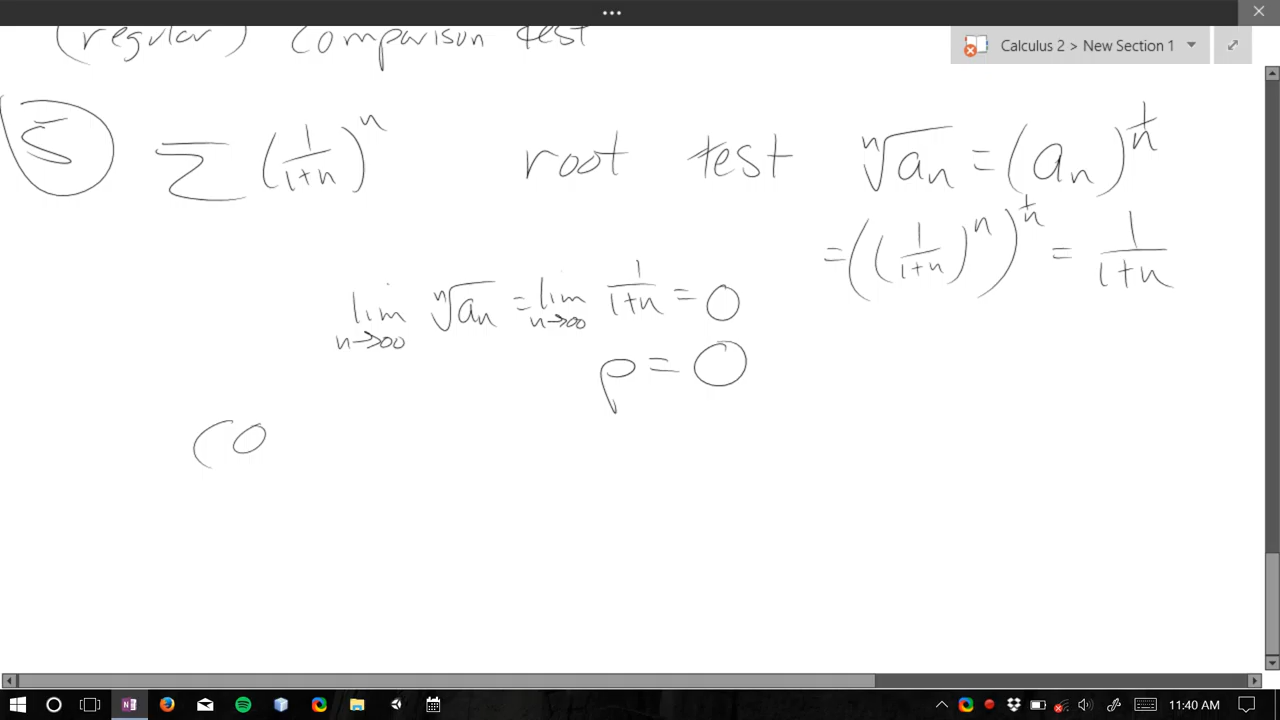 ...
(regular) comparison test
Calculus 2 > New Section 1
5 ∑ (1/(1+n))^n root test ⁿ√aₙ = (aₙ)^(1/n)
= ((1/(1+n))^n)^(1/n) = 1/(1+n)
lim n→∞ ⁿ√aₙ = lim n→∞ 1/(1+n) = 0
ρ = 0
co
11:40 AM